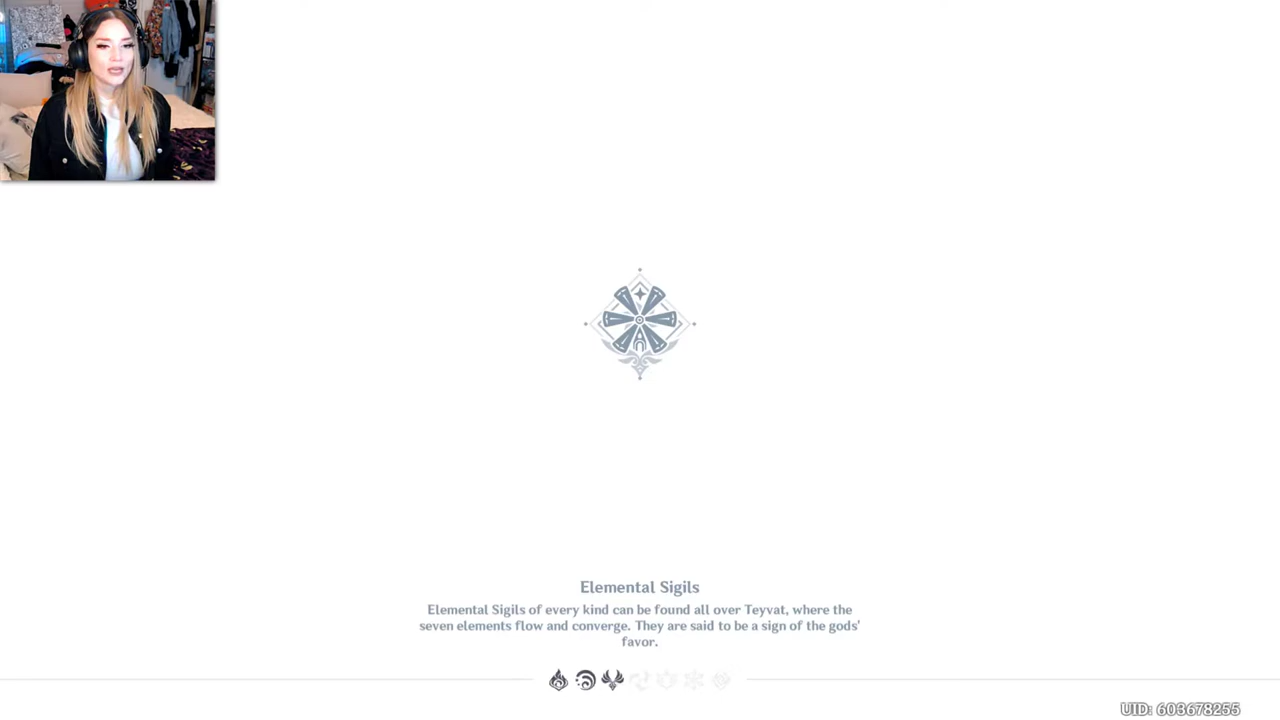 Elemental Sigils
Elemental Sigils of every kind can be found all over Teyvat, where the
seven elements flow and converge. They are said to be a sign of the gods'
favor.
UID: 603678255